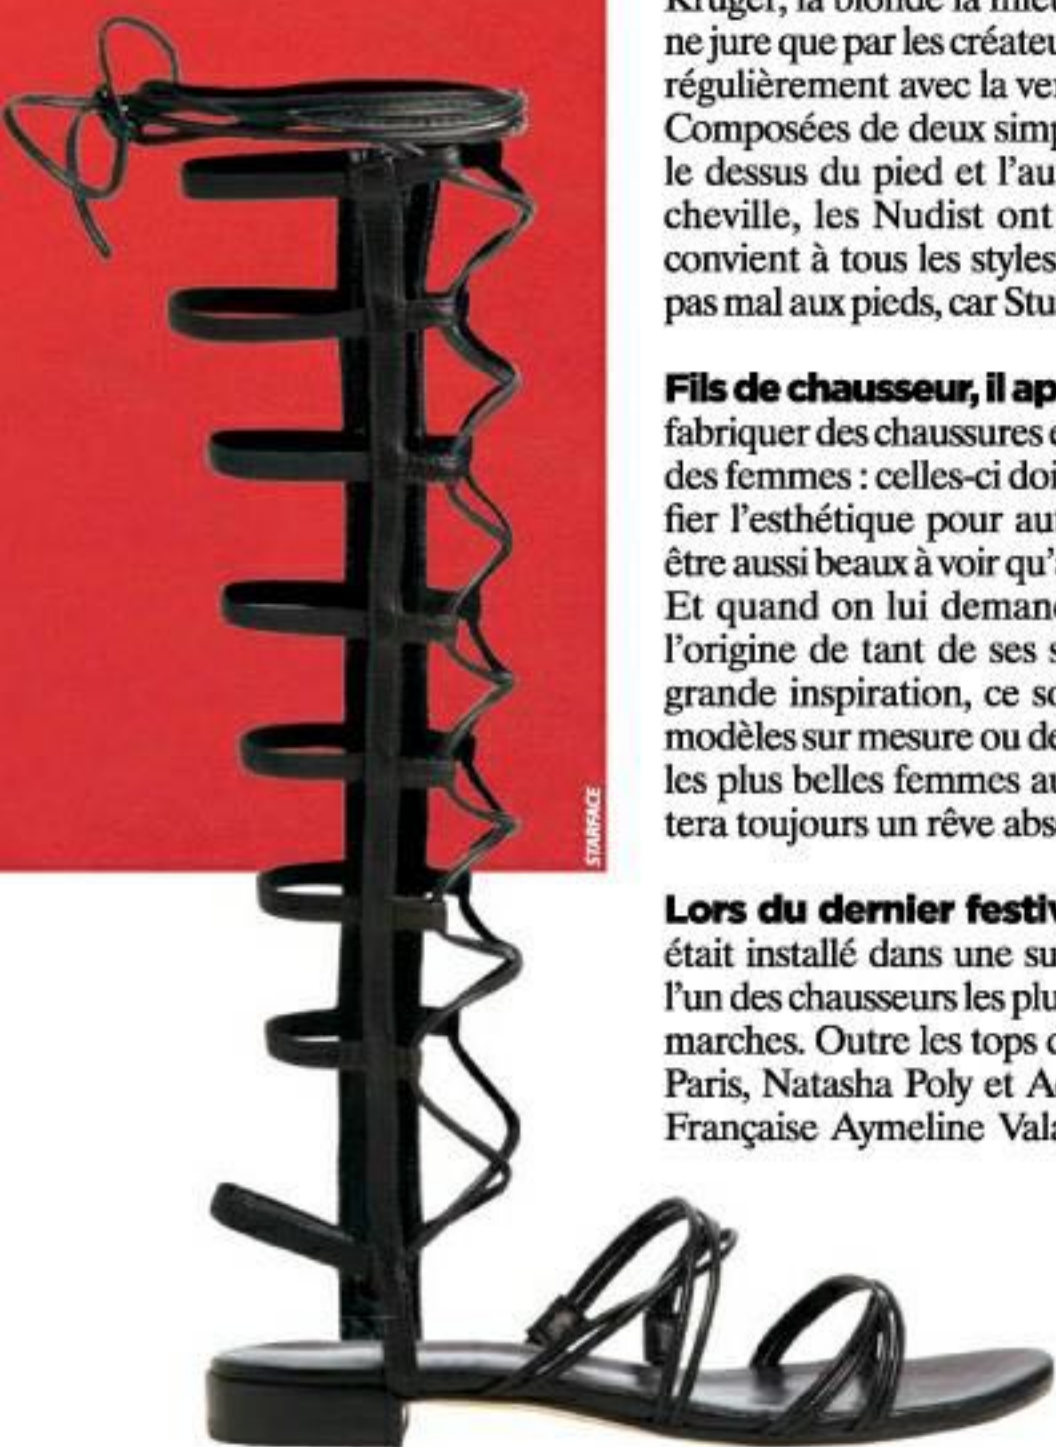 Kruger, la blonde la mieu
ne jure que par les créateu
régulièrement avec la ver
Composées de deux simp
le dessus du pied et l'au
cheville, les Nudist ont
convient à tous les styles
pas mal aux pieds, car Stu
Fils de chausseur, il ap
fabriquer des chaussures e
des femmes : celles-ci doi
fier l'esthétique pour au
être aussi beaux à voir qu'
Et quand on lui demand
l'origine de tant de ses s
grande inspiration, ce so
modèles sur mesure ou de
les plus belles femmes au
tera toujours un rêve abs
Lors du dernier festiv
était installé dans une su
l'un des chausseurs les plu
marches. Outre les tops c
Paris, Natasha Poly et A
Française Aymeline Vala
STARFACE